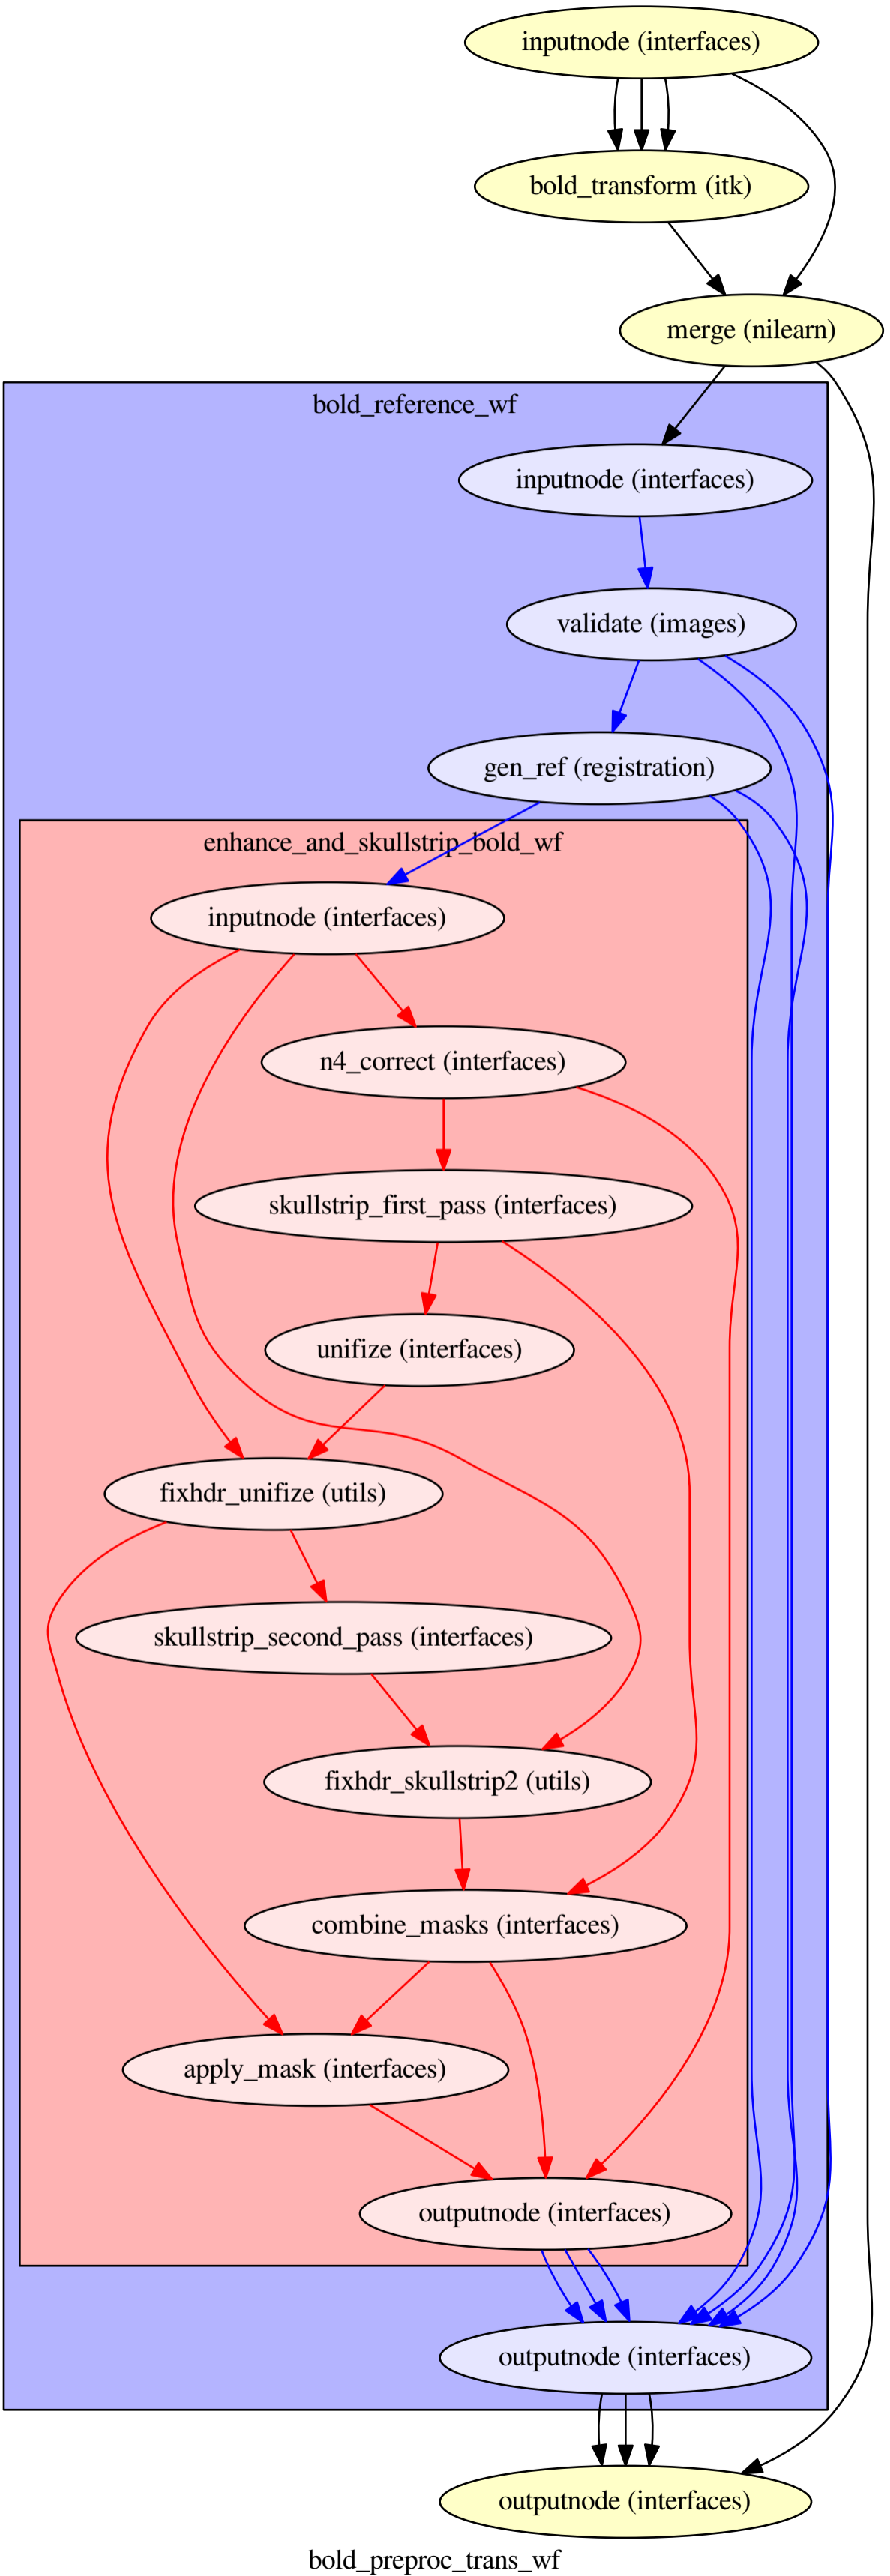 inputnode (interfaces)
bold_transform (itk)
merge (nilearn)
bold_reference_wf
inputnode (interfaces)
validate (images)
gen_ref (registration)
enhance_and_skullstrip_bold_wf
inputnode (interfaces)
n4_correct (interfaces)
skullstrip_first_pass (interfaces)
unifize (interfaces)
fixhdr_unifize (utils)
skullstrip_second_pass (interfaces)
fixhdr_skullstrip2 (utils)
combine_masks (interfaces)
apply_mask (interfaces)
outputnode (interfaces)
outputnode (interfaces)
outputnode (interfaces)
bold_preproc_trans_wf